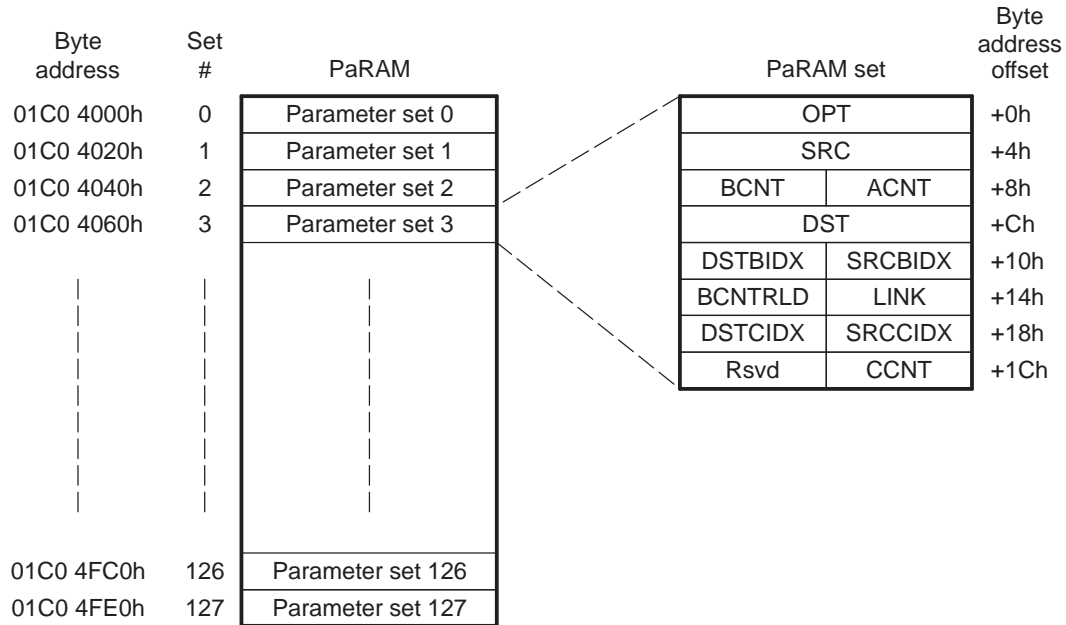 Byte address
Set #
PaRAM
01C0 4000h 0 Parameter set 0
01C0 4020h 1 Parameter set 1
01C0 4040h 2 Parameter set 2
01C0 4060h 3 Parameter set 3
01C0 4FC0h 126 Parameter set 126
01C0 4FE0h 127 Parameter set 127
PaRAM set
Byte address offset
OPT +0h
SRC +4h
BCNT ACNT +8h
DST +Ch
DSTBIDX SRCBIDX +10h
BCNTRLD LINK +14h
DSTCIDX SRCCIDX +18h
Rsvd CCNT +1Ch